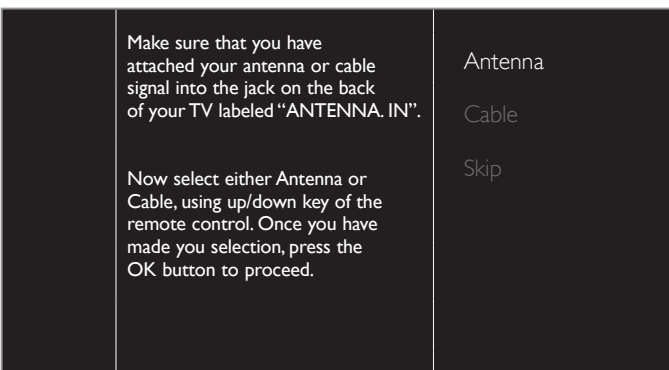 Make sure that you have
attached your antenna or cable
signal into the jack on the back
of your TV labeled “ANTENNA. IN”.
Now select either Antenna or
Cable, using up/down key of the
remote control. Once you have
made you selection, press the
OK button to proceed.
Antenna
Cable
Skip